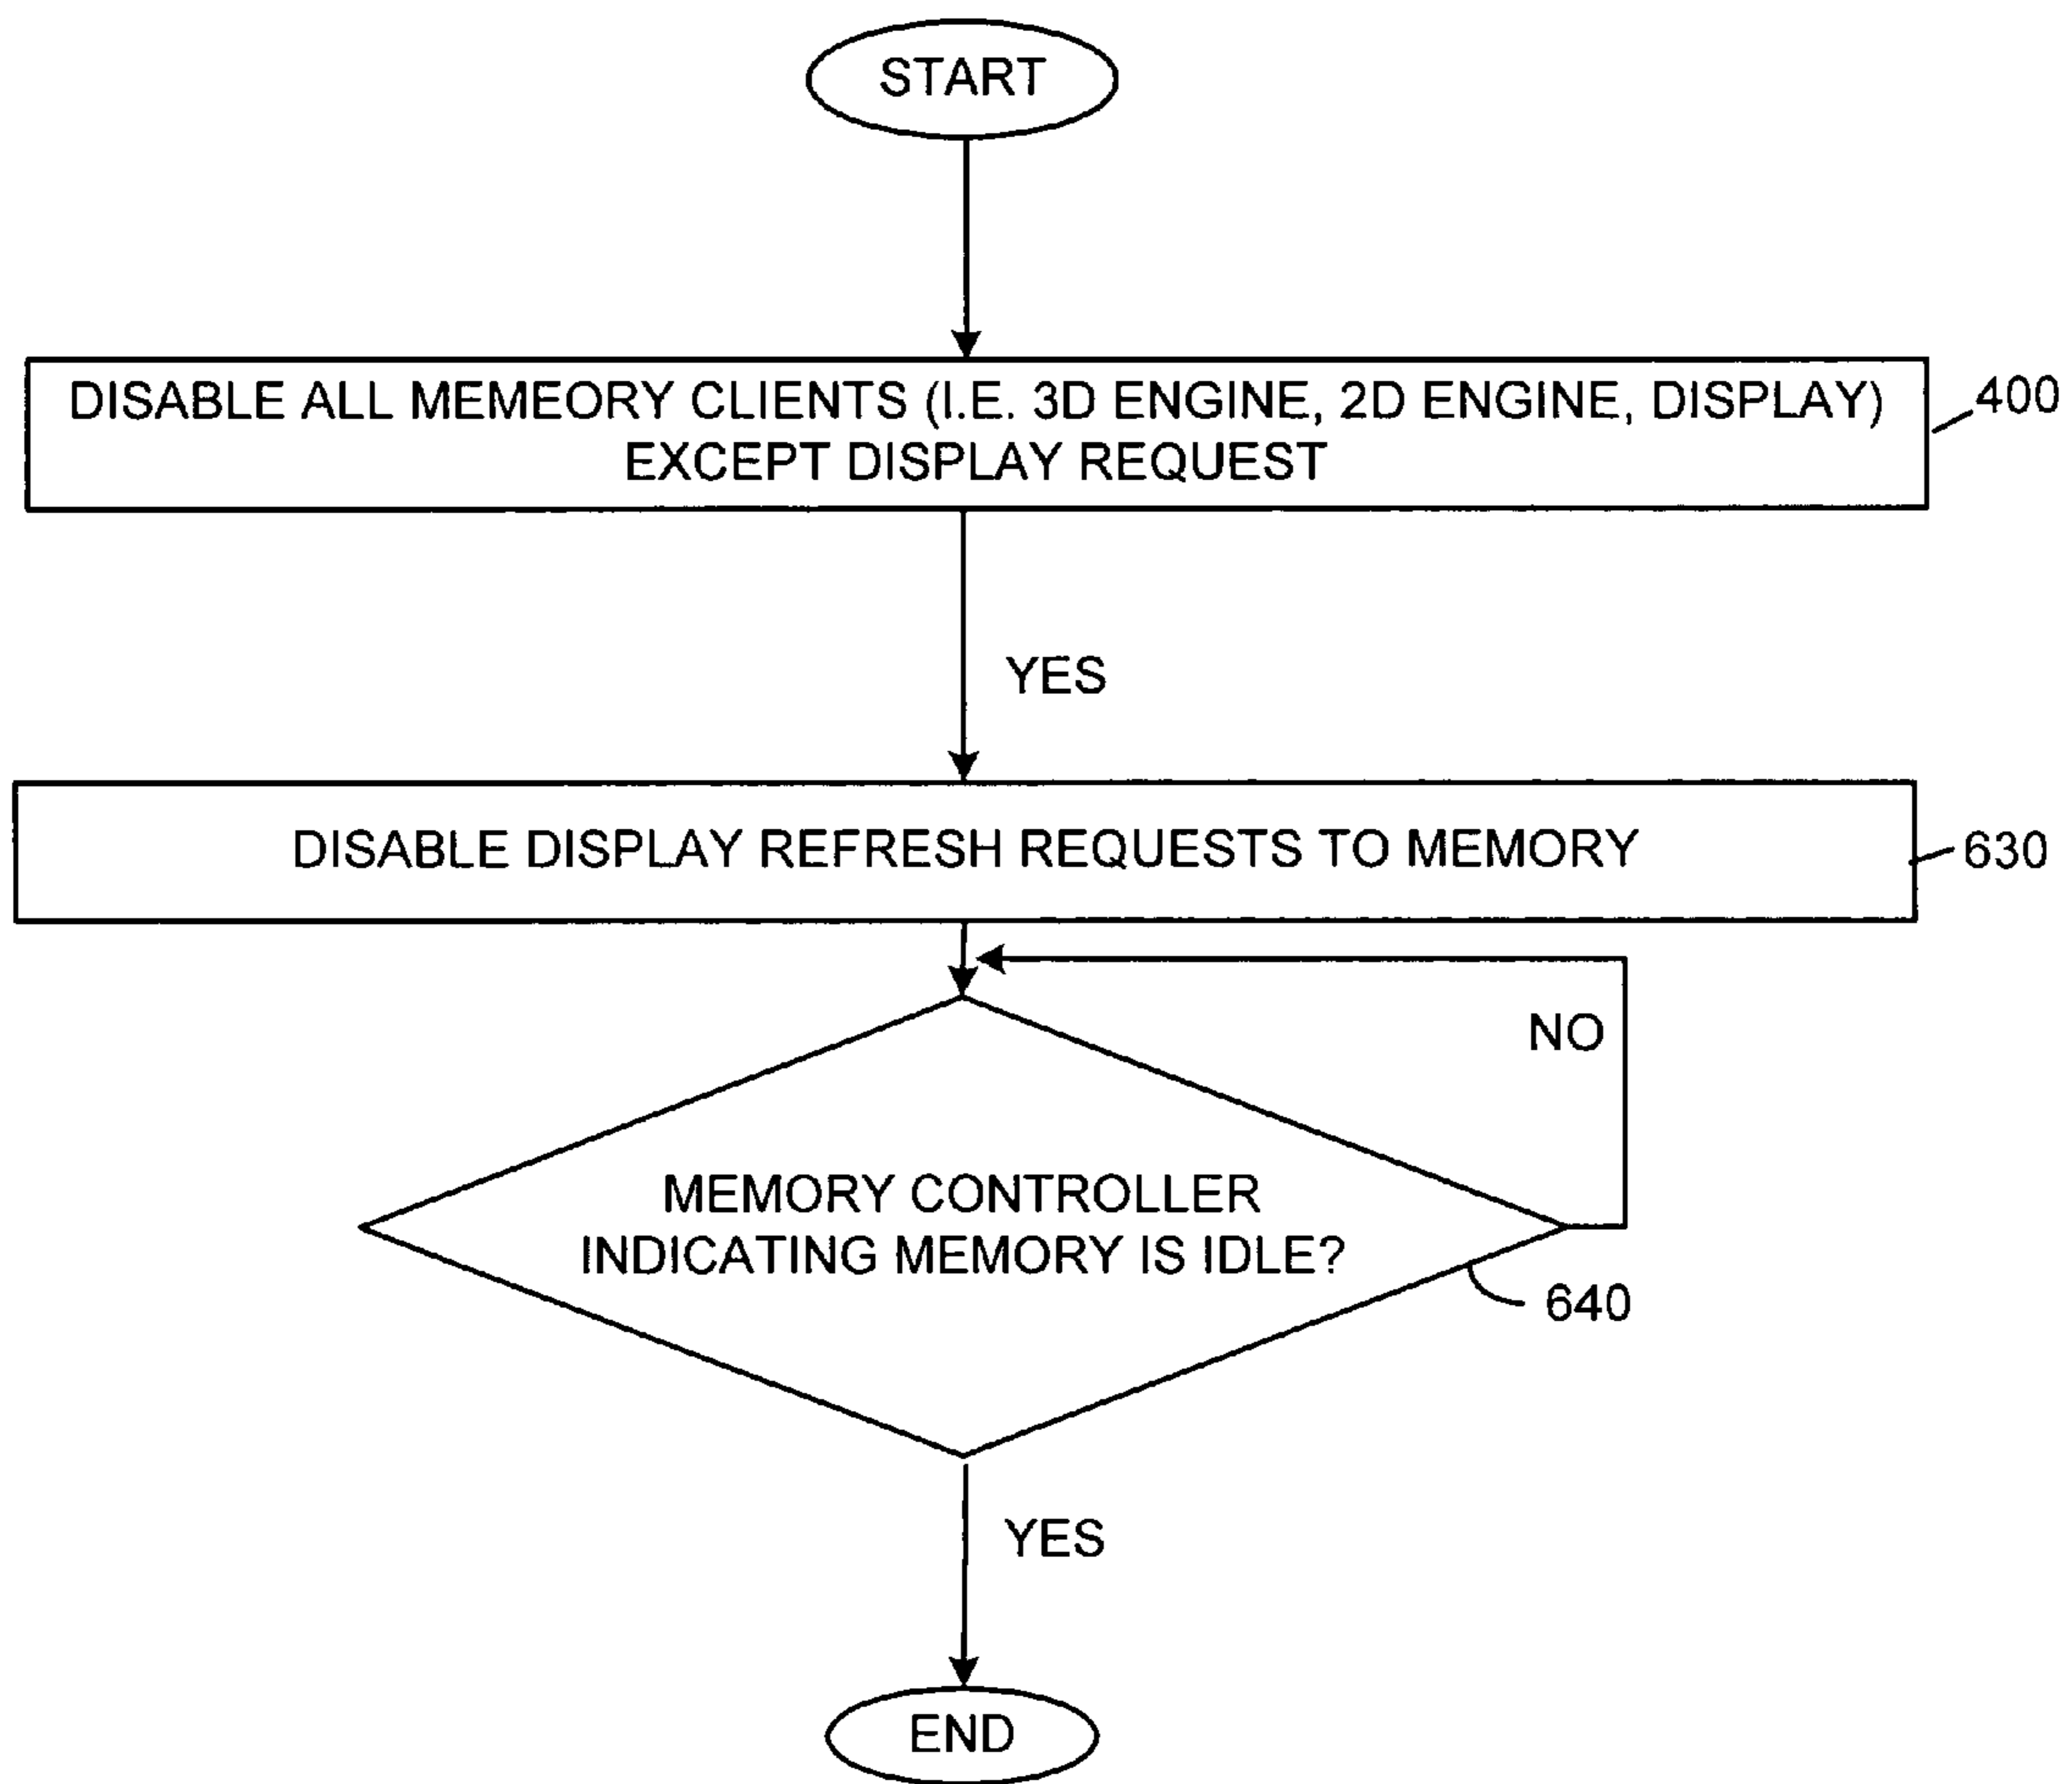 START
DISABLE ALL MEMEORY CLIENTS (I.E. 3D ENGINE, 2D ENGINE, DISPLAY)
EXCEPT DISPLAY REQUEST
400
YES
DISABLE DISPLAY REFRESH REQUESTS TO MEMORY
630
NO
MEMORY CONTROLLER
INDICATING MEMORY IS IDLE?
640
YES
END